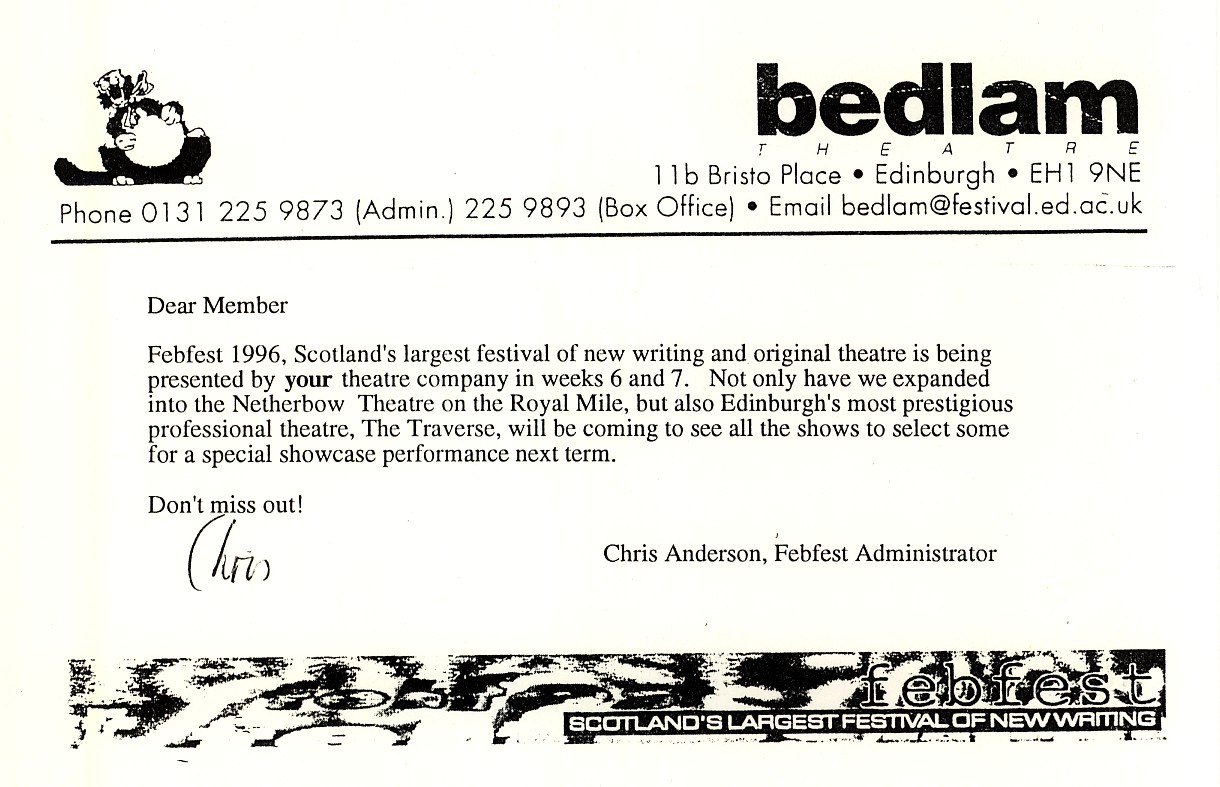 bedlam
THEATRE
11b Bristo Place • Edinburgh • EH1 9NE
Phone 0131 225 9873 (Admin.) 225 9893 (Box Office) • Email bedlam@festival.ed.ac.uk
Dear Member
Febfest 1996, Scotland's largest festival of new writing and original theatre is being
presented by your theatre company in weeks 6 and 7. Not only have we expanded
into the Netherbow Theatre on the Royal Mile, but also Edinburgh's most prestigious
professional theatre, The Traverse, will be coming to see all the shows to select some
for a special showcase performance next term.
Don't miss out!
Chris
Chris Anderson, Febfest Administrator
febfest
SCOTLAND'S LARGEST FESTIVAL OF NEW WRITING